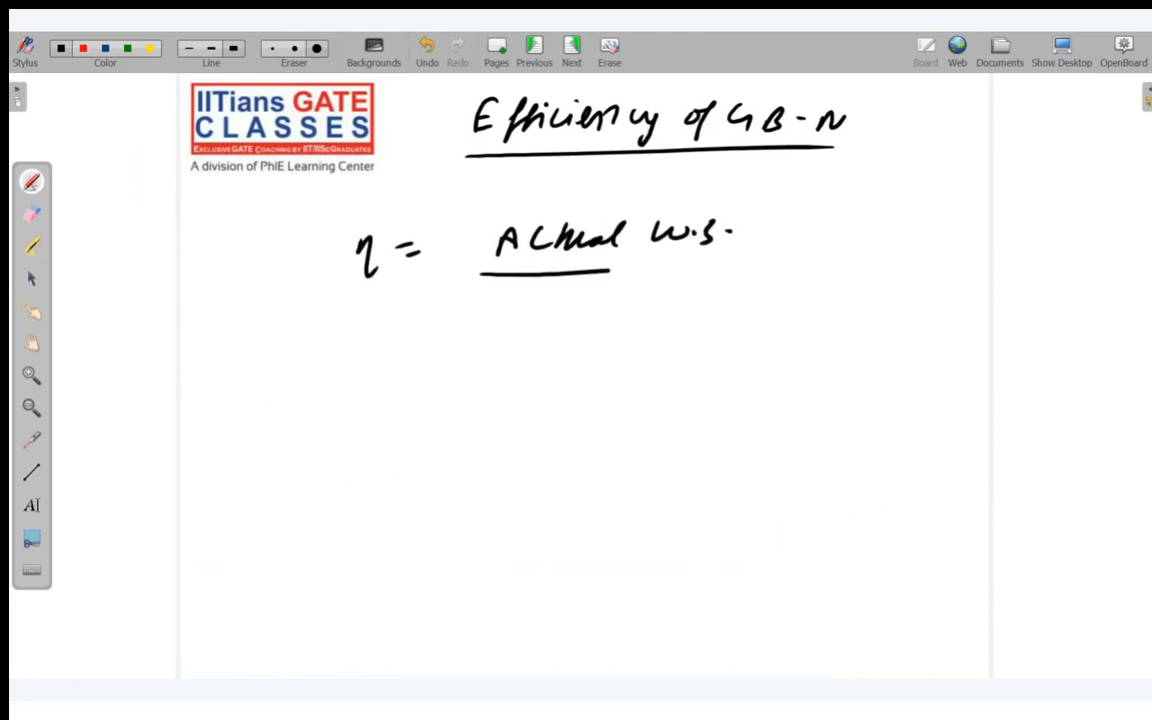 Stylus
Color
Line
Eraser
Backgrounds
Undo Redo
Pages Previous Next Erase
Board Web Documents Show Desktop OpenBoard
IITians GATE
CLASSES
EXCLUSIVE GATE COACHING BY IIT/IISc GRADUATES
A division of PhIE Learning Center
Efficiency of GB-N
η = Actual W.S.
AI